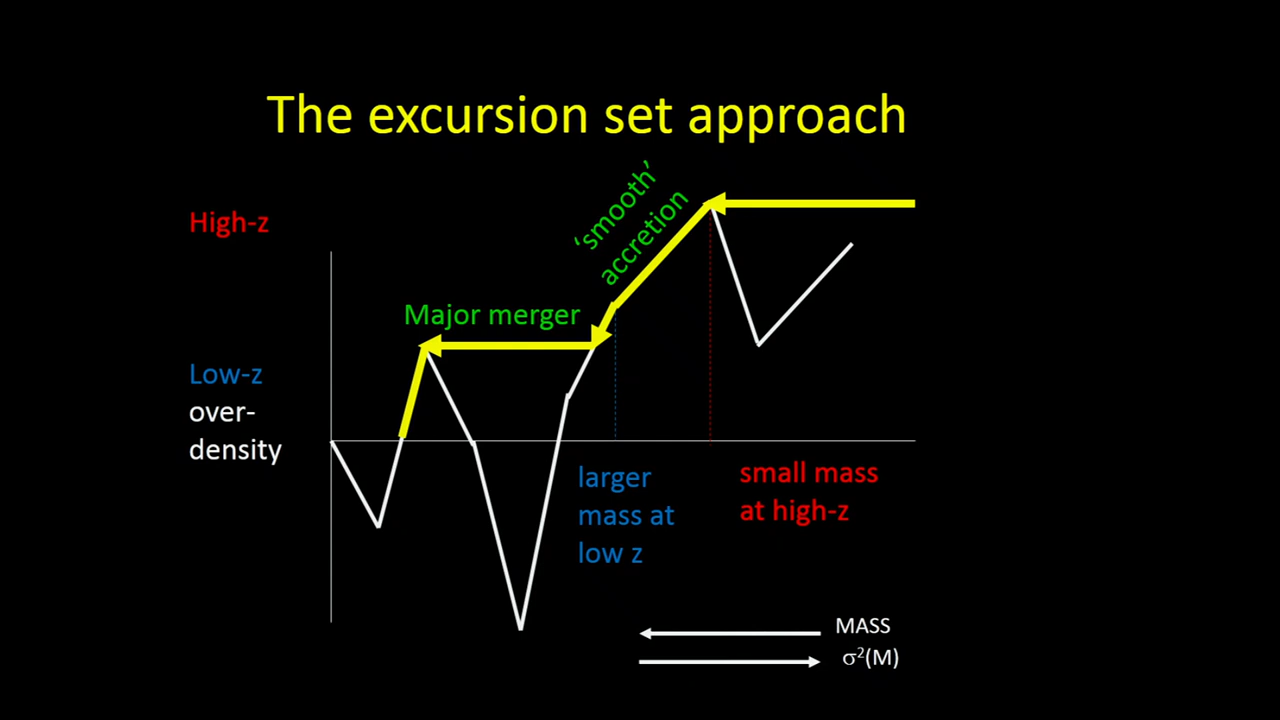 The excursion set approach
'smooth'
accretion
High-z
Major merger
Low-z
over-
density
larger
mass at
low z
small mass
at high-z
MASS
σ²(M)